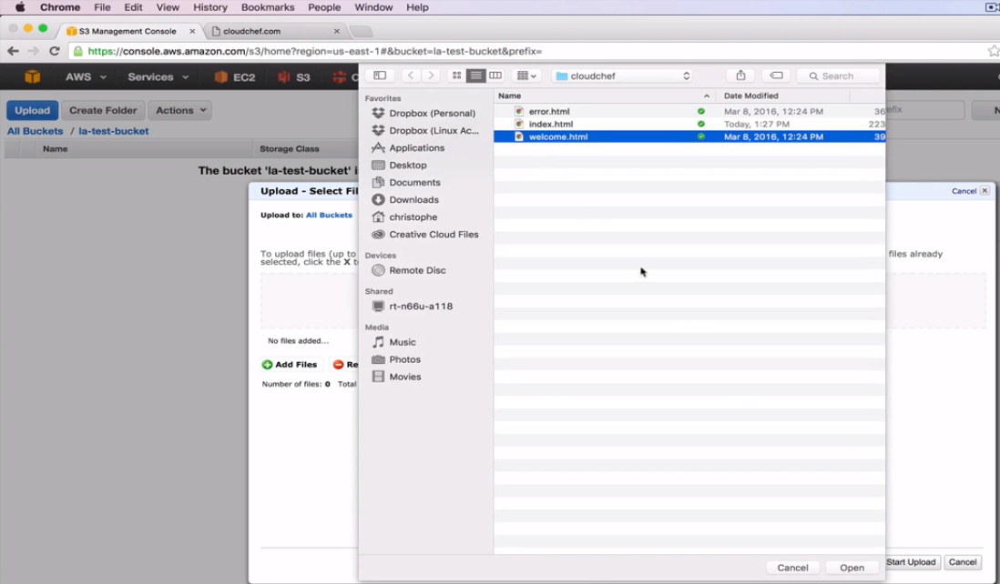 Chrome File Edit View History Bookmarks People Window Help
S3 Management Console cloudchef.com
https://console.aws.amazon.com/s3/home?region=us-east-1#&bucket=la-test-bucket&prefix=
AWS Services EC2 S3 C
cloudchef Search
Upload Create Folder Actions efix N
All Buckets / la-test-bucket
Name Storage Class
The bucket 'la-test-bucket' i
Favorites
Dropbox (Personal)
Dropbox (Linux Ac...
Applications
Desktop
Documents
Downloads
christophe
Creative Cloud Files
Devices
Remote Disc
Shared
rt-n66u-a118
Media
Music
Photos
Movies
Name Date Modified
error.html Mar 8, 2016, 12:24 PM 36
index.html Today, 1:27 PM 223
welcome.html Mar 8, 2016, 12:24 PM 39
Upload - Select Fil Cancel
Upload to: All Buckets
To upload files (up to files already
selected, click the X t
No files added...
Add Files Re
Number of files: 0 Total
Cancel Open
Start Upload Cancel